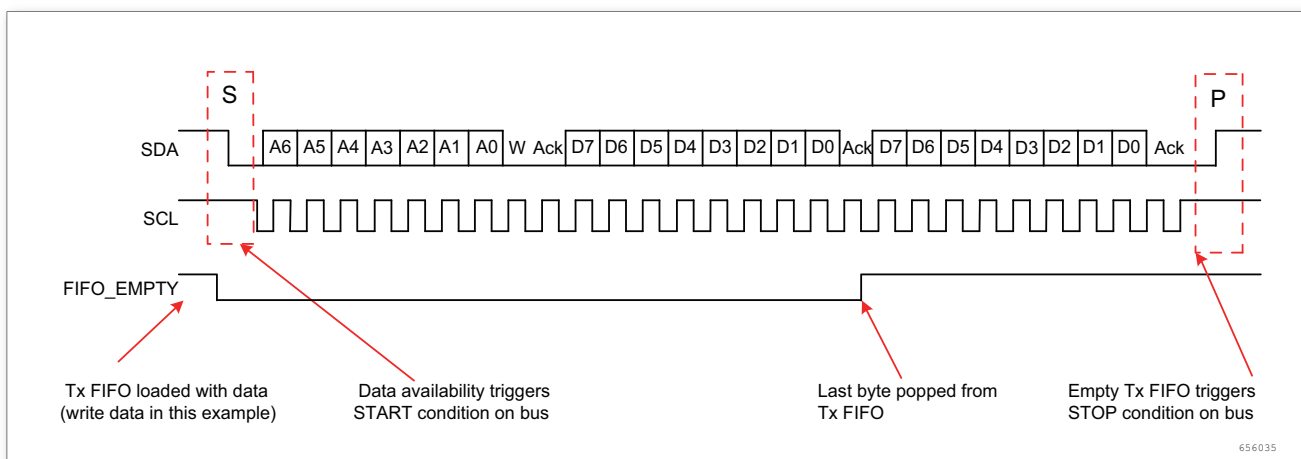 S
P
SDA
A6 A5 A4 A3 A2 A1 A0 W Ack D7 D6 D5 D4 D3 D2 D1 D0 Ack D7 D6 D5 D4 D3 D2 D1 D0 Ack
SCL
FIFO_EMPTY
Tx FIFO loaded with data
(write data in this example)
Data availability triggers
START condition on bus
Last byte popped from
Tx FIFO
Empty Tx FIFO triggers
STOP condition on bus
656035